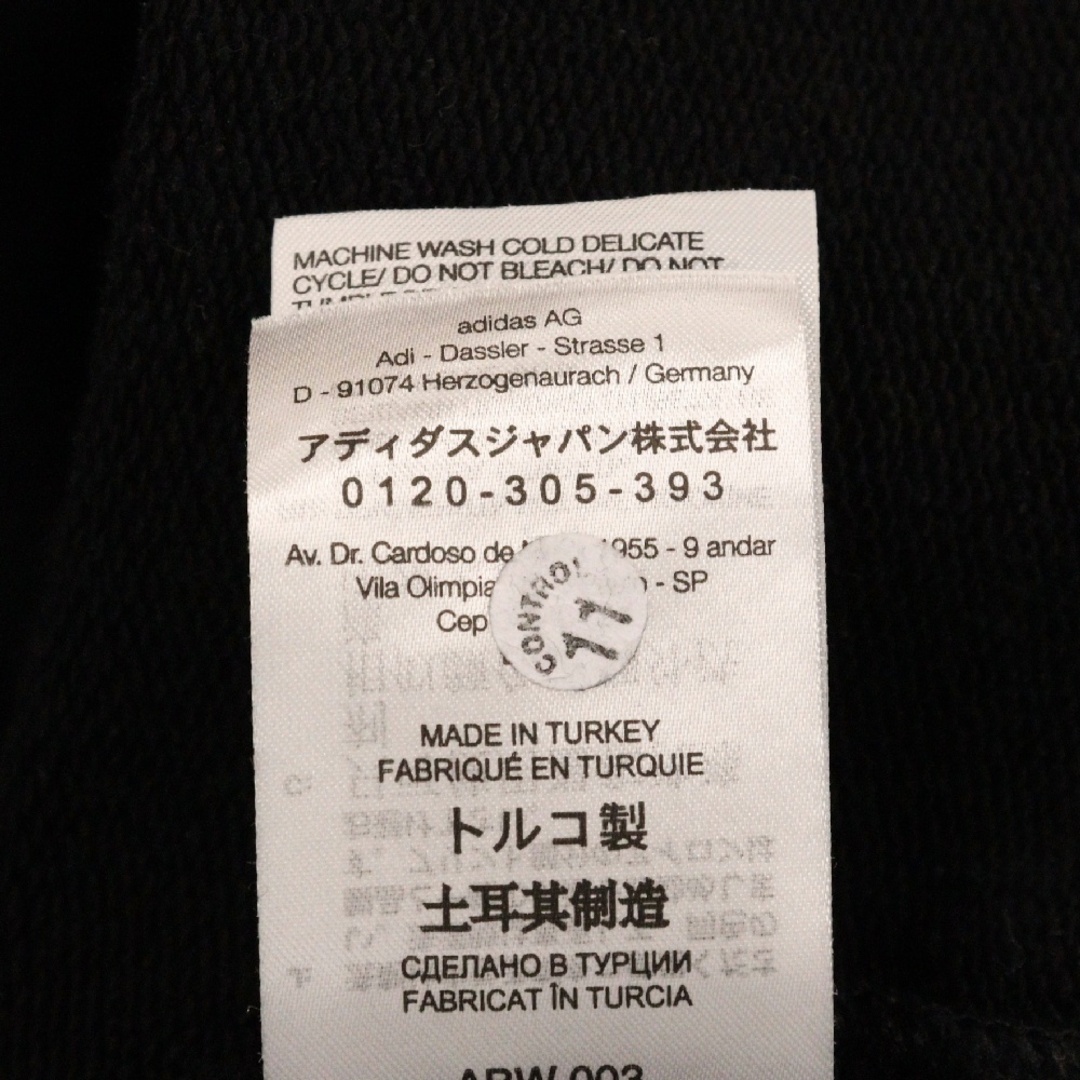 MACHINE WASH COLD DELICATE
CYCLE/ DO NOT BLEACH/ DO NOT
adidas AG
Adi - Dassler - Strasse 1
D - 91074 Herzogenaurach / Germany
アディダスジャパン株式会社
0120-305-393
Av. Dr. Cardoso de 1955 - 9 andar
Vila Olimpia - SP
Cep
CONTROL
11
MADE IN TURKEY
FABRIQUÉ EN TURQUIE
トルコ製
土耳其制造
СДЕЛАНО В ТУРЦИИ
FABRICAT ÎN TURCIA
ARW 003